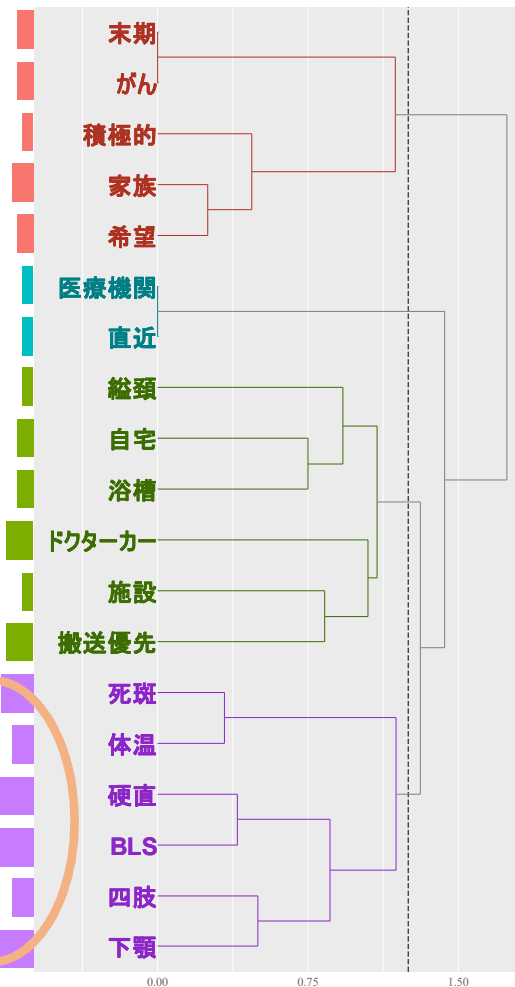 末期
がん
積極的
家族
希望
医療機関
直近
縊頚
自宅
浴槽
ドクターカー
施設
搬送優先
死斑
体温
硬直
BLS
四肢
下顎
0.00 0.75 1.50